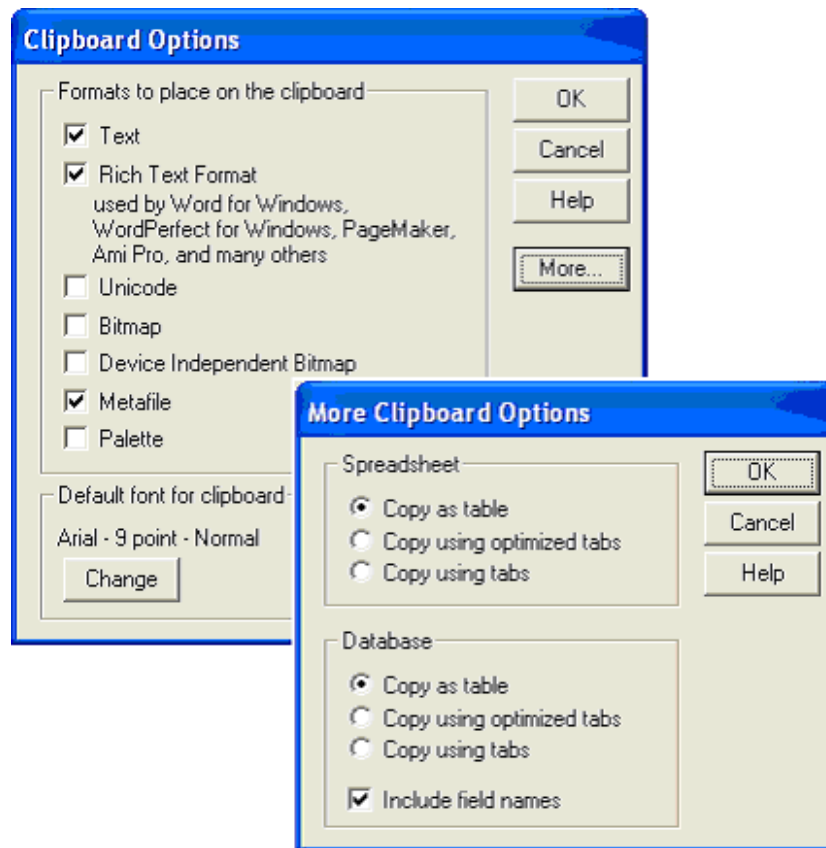 Clipboard Options
Formats to place on the clipboard
Text
Rich Text Format
used by Word for Windows,
WordPerfect for Windows, PageMaker,
Ami Pro, and many others
Unicode
Bitmap
Device Independent Bitmap
Metafile
Palette
Default font for clipboard
Arial - 9 point - Normal
Change
OK
Cancel
Help
More...
More Clipboard Options
Spreadsheet
Copy as table
Copy using optimized tabs
Copy using tabs
Database
Copy as table
Copy using optimized tabs
Copy using tabs
Include field names
OK
Cancel
Help